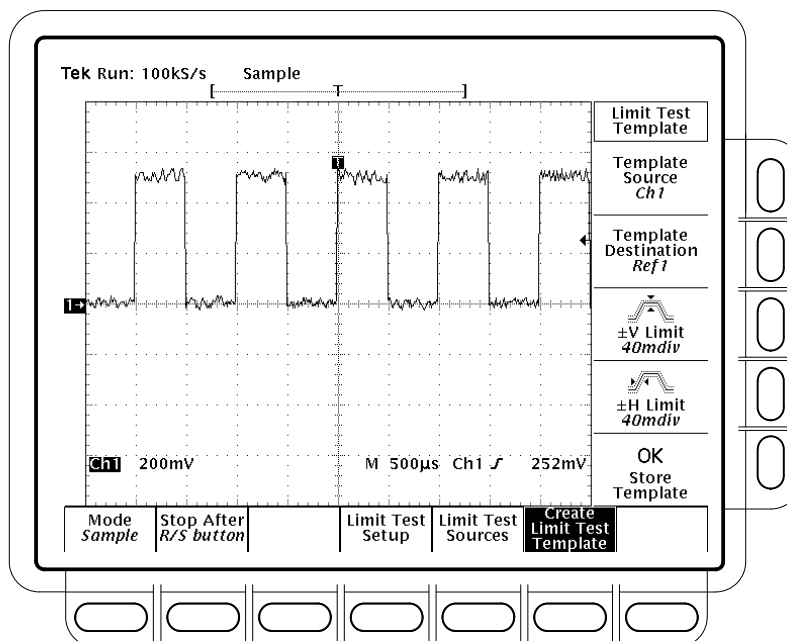 Tek Run: 100kS/s Sample
[ T ]
T
1→
Ch1 200mV M 500µs Ch1 252mV
Limit Test
Template
Template
Source
Ch1
Template
Destination
Ref1
±V Limit
40mdiv
±H Limit
40mdiv
OK
Store
Template
Mode
Sample
Stop After
R/S button
Limit Test
Setup
Limit Test
Sources
Create
Limit Test
Template